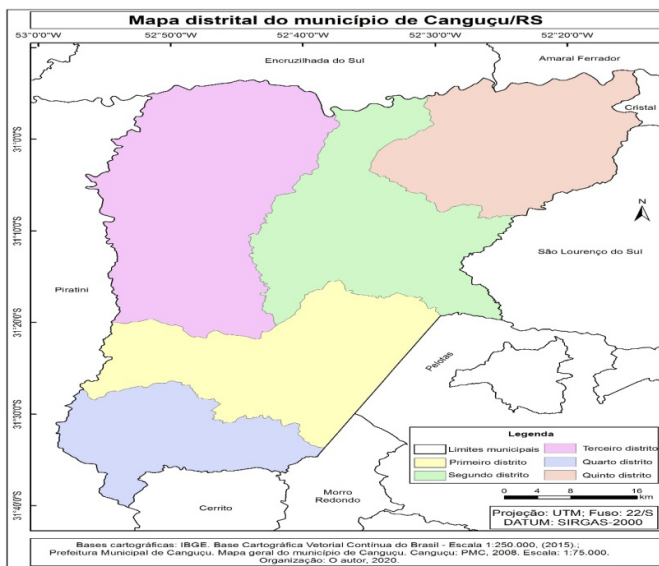 Mapa distrital do município de Canguçu/RS
53°0'0"O
52°50'0"O
52°40'0"O
52°30'0"O
52°20'0"O
Encruzilhada do Sul
Amaral Ferrador
Cristal
31°0'0"S
N
31°10'0"S
São Lourenço do Sul
Piratini
31°20'0"S
Pelotas
31°30'0"S
Legenda
Limites municipais
Terceiro distrito
Primeiro distrito
Quarto distrito
Segundo distrito
Quinto distrito
0 4 8 16
km
31°40'0"S
Cerrito
Morro
Redondo
Projeção: UTM; Fuso: 22/S
DATUM: SIRGAS-2000
Bases cartográficas: IBGE. Base Cartográfica Vetorial Contínua do Brasil - Escala 1:250.000, (2015).;
Prefeitura Municipal de Canguçu. Mapa geral do município de Canguçu. Canguçu: PMC, 2008. Escala: 1:75.000.
Organização: O autor, 2020.